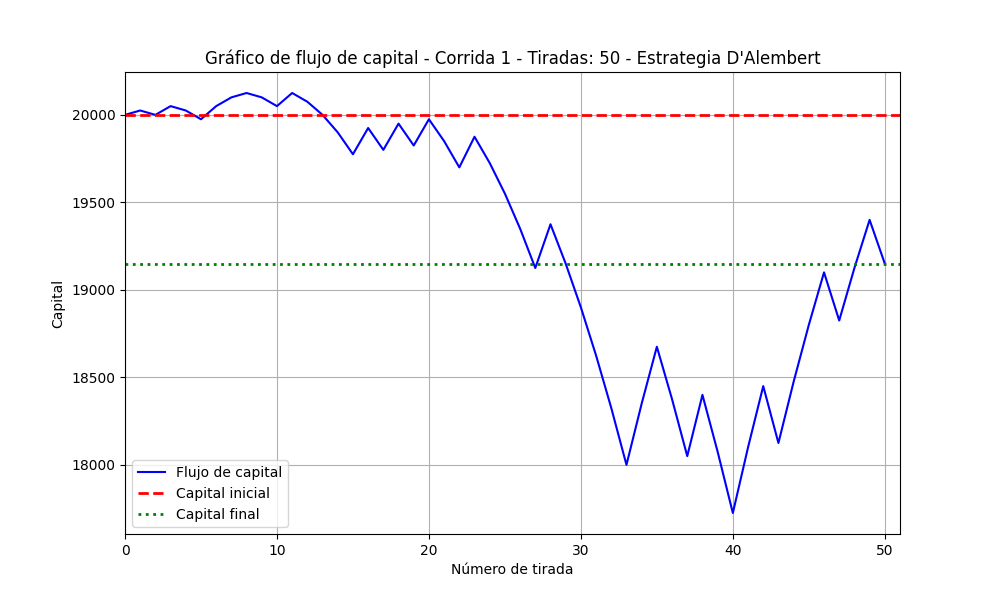 Gráfico de flujo de capital - Corrida 1 - Tiradas: 50 - Estrategia D'Alembert
20000
19500
19000
18500
18000
Capital
Flujo de capital
Capital inicial
Capital final
0 10 20 30 40 50
Número de tirada